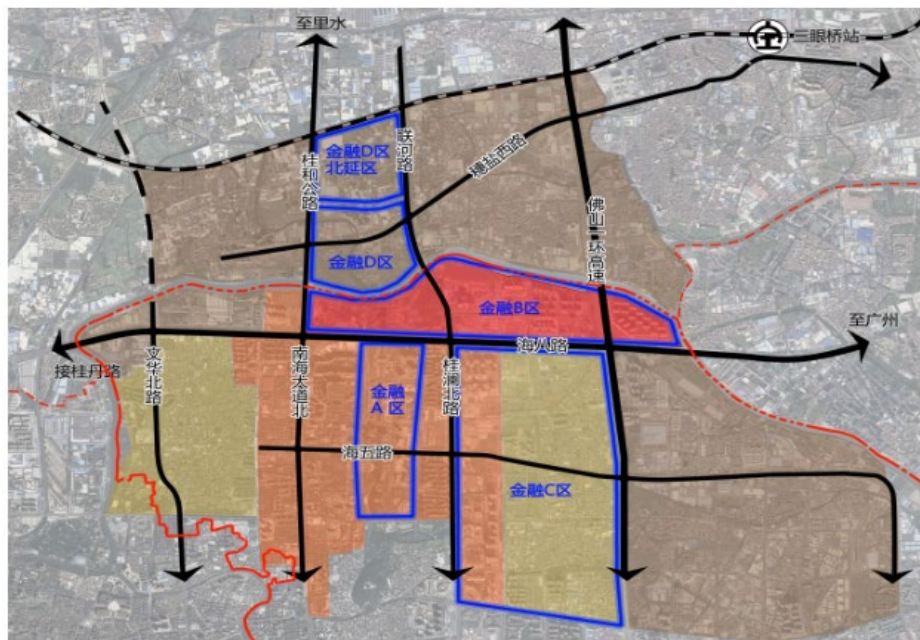 至里水
三眼桥站
金融D区
北延区
联河路
桂和公路
穗盐西路
佛山一环高速
金融D区
金融B区
至广州
海八路
接桂丹路
文华北路
南海大道北
金融
A 区
桂澜北路
海五路
金融C区